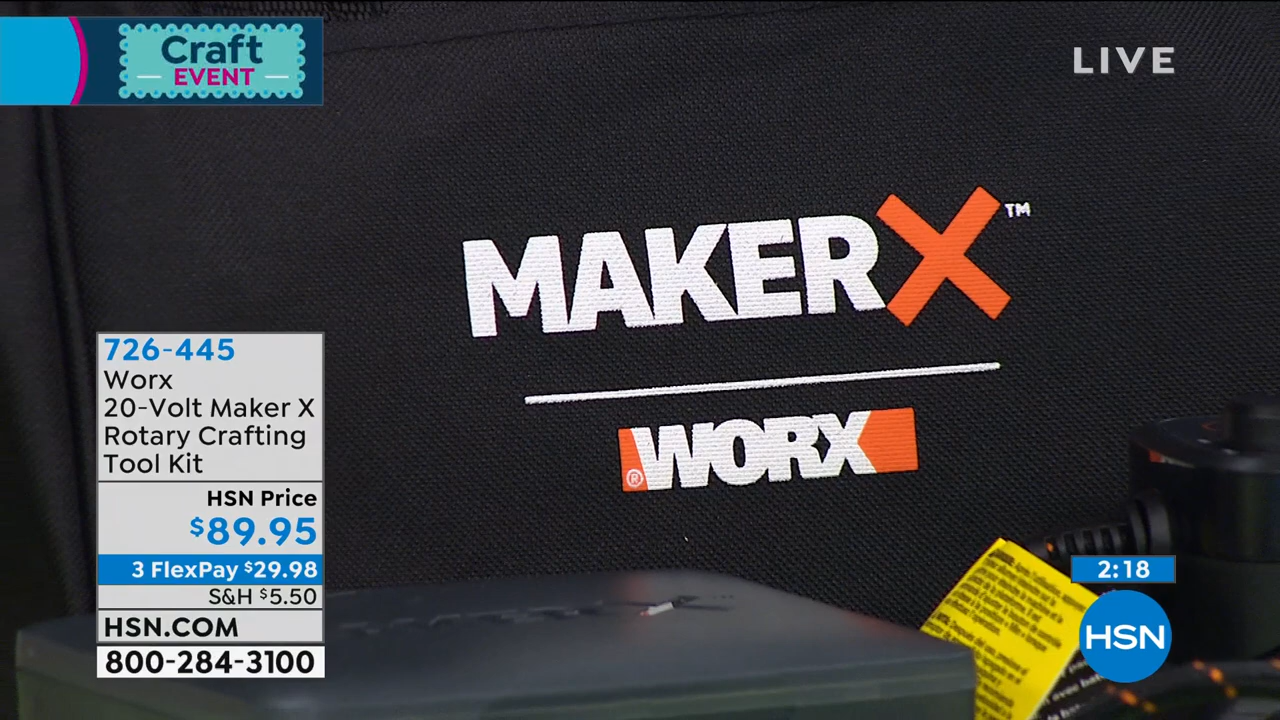 Craft
EVENT
LIVE
MAKERX™
WORX®
726-445
Worx
20-Volt Maker X
Rotary Crafting
Tool Kit
HSN Price
$89.95
3 FlexPay $29.98
S&H $5.50
HSN.COM
800-284-3100
2:18
HSN